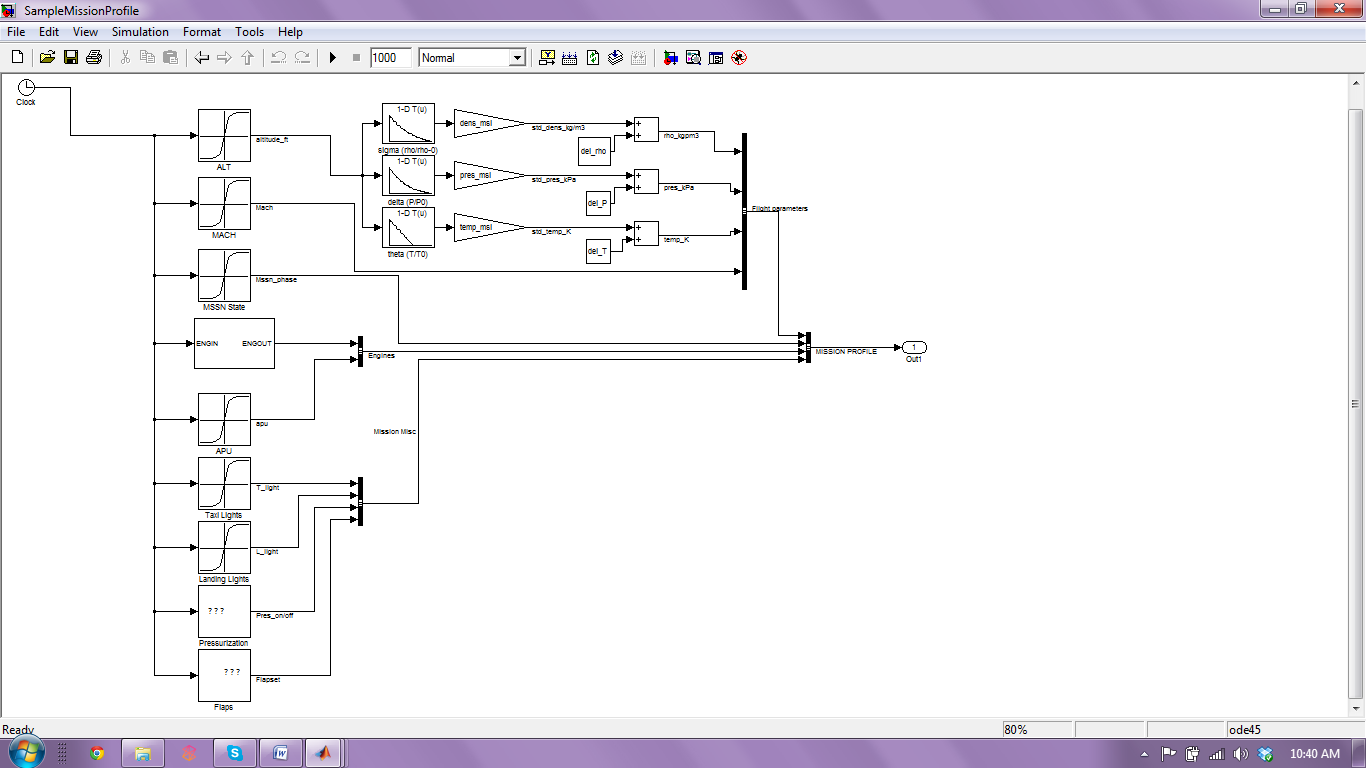 SampleMissionProfile
File Edit View Simulation Format Tools Help
1000 Normal
Clock
ALT
altitude_ft
1-D T(u)
sigma (rho/rho-0)
dens_msl
std_dens_kg/m3
del_rho
rho_kgpm3
1-D T(u)
delta (P/P0)
pres_msl
std_pres_kPa
del_P
pres_kPa
1-D T(u)
theta (T/T0)
temp_msl
std_temp_K
del_T
temp_K
Flight parameters
MACH
Mach
MSSN State
Mssn_phase
ENGIN ENGOUT
Engines
MISSION PROFILE
1
Out1
APU
apu
Mission Misc
Taxi Lights
T_light
Landing Lights
L_light
? ? ?
Pressurization
Pres_on/off
? ? ?
Flaps
Flapset
Ready 80% ode45
10:40 AM